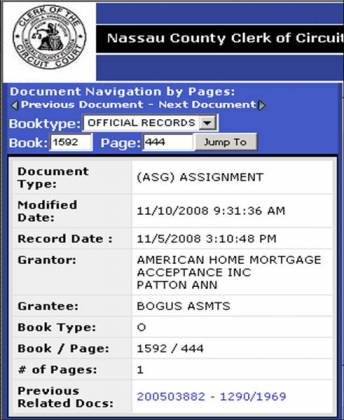 CLERK OF THE
CIRCUIT COURT
Nassau County Clerk of Circuit
Document Navigation by Pages:
Previous Document - Next Document
Booktype: OFFICIAL RECORDS
Book: 1592 Page: 444 Jump To
Document Type: (ASG) ASSIGNMENT
Modified Date: 11/10/2008 9:31:36 AM
Record Date : 11/5/2008 3:10:48 PM
Grantor: AMERICAN HOME MORTGAGE
ACCEPTANCE INC
PATTON ANN
Grantee: BOGUS ASMTS
Book Type: O
Book / Page: 1592 / 444
# of Pages: 1
Previous Related Docs: 200503882 - 1290/1969